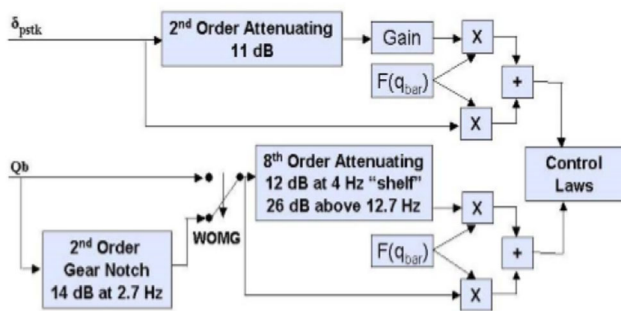 δpstk
2nd Order Attenuating
11 dB
Gain
X
F(qbar)
+
X
Qb
8th Order Attenuating
12 dB at 4 Hz “shelf”
26 dB above 12.7 Hz
Control
Laws
WOMG
2nd Order
Gear Notch
14 dB at 2.7 Hz
X
F(qbar)
+
X